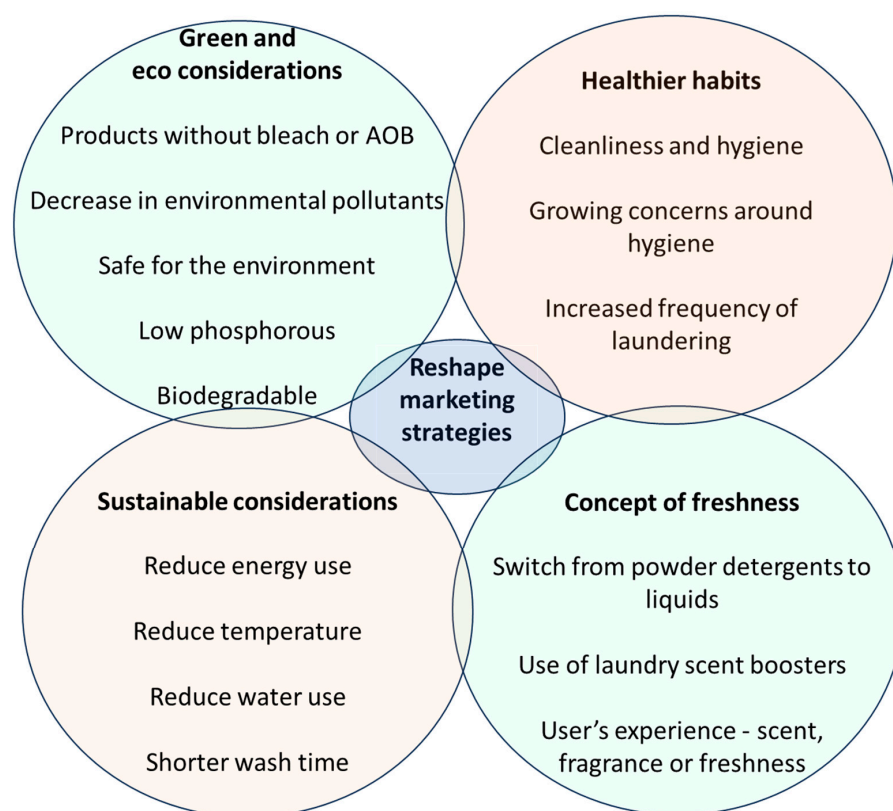 Green and
eco considerations
Products without bleach or AOB
Decrease in environmental pollutants
Safe for the environment
Low phosphorous
Biodegradable
Healthier habits
Cleanliness and hygiene
Growing concerns around
hygiene
Increased frequency of
laundering
Reshape
marketing
strategies
Sustainable considerations
Reduce energy use
Reduce temperature
Reduce water use
Shorter wash time
Concept of freshness
Switch from powder detergents to
liquids
Use of laundry scent boosters
User’s experience - scent,
fragrance or freshness